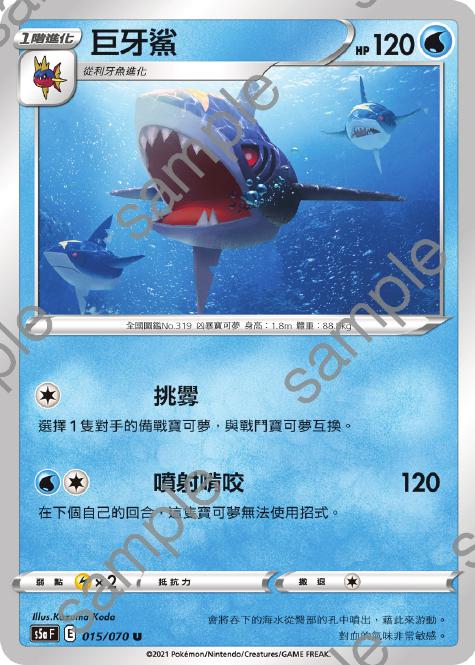 1階進化
巨牙鯊
HP 120
從利牙魚進化
全國圖鑑No.319 凶暴寶可夢 身高：1.8m 體重：88.8kg
挑釁
選擇1隻對手的備戰寶可夢，與戰鬥寶可夢互換。
噴射啃咬 120
在下個自己的回合，這隻寶可夢無法使用招式。
弱點 ×2 抵抗力 撤退
Illus.Kazuma Koda
會將吞下的海水從臀部的孔中噴出，藉此來游動。
對血的氣味非常敏感。
s5a F E 015/070 U
©2021 Pokémon/Nintendo/Creatures/GAME FREAK.
sample
sample
sample
sample
sample
sample
sample
sample